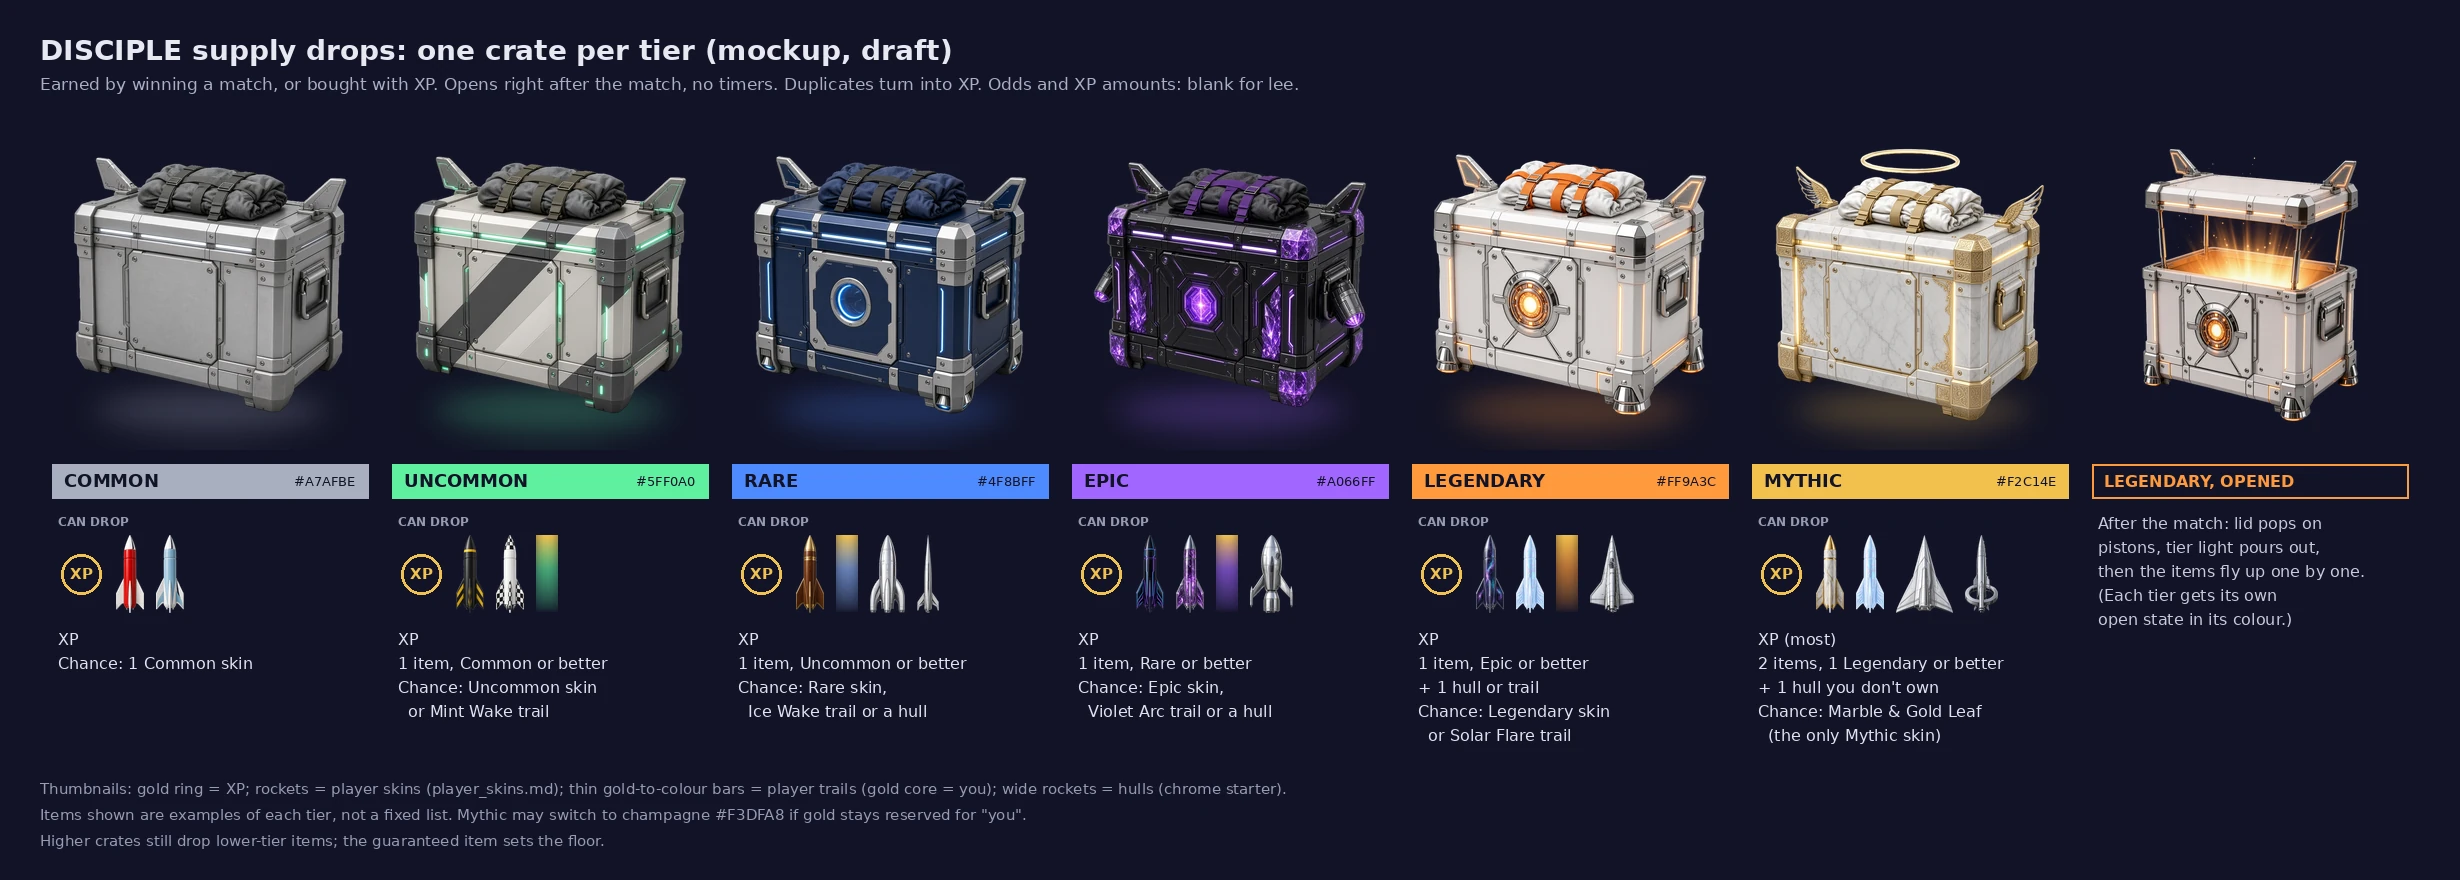 DISCIPLE supply drops: one crate per tier (mockup, draft)
Earned by winning a match, or bought with XP. Opens right after the match, no timers. Duplicates turn into XP. Odds and XP amounts: blank for lee.
COMMON #A7AFBE
CAN DROP
XP
XP
Chance: 1 Common skin
UNCOMMON #5FF0A0
CAN DROP
XP
XP
1 item, Common or better
Chance: Uncommon skin
or Mint Wake trail
RARE #4F8BFF
CAN DROP
XP
XP
1 item, Uncommon or better
Chance: Rare skin,
Ice Wake trail or a hull
EPIC #A066FF
CAN DROP
XP
XP
1 item, Rare or better
Chance: Epic skin,
Violet Arc trail or a hull
LEGENDARY #FF9A3C
CAN DROP
XP
XP
1 item, Epic or better
+ 1 hull or trail
Chance: Legendary skin
or Solar Flare trail
MYTHIC #F2C14E
CAN DROP
XP
XP (most)
2 items, 1 Legendary or better
+ 1 hull you don't own
Chance: Marble & Gold Leaf
(the only Mythic skin)
LEGENDARY, OPENED
After the match: lid pops on
pistons, tier light pours out,
then the items fly up one by one.
(Each tier gets its own
open state in its colour.)
Thumbnails: gold ring = XP; rockets = player skins (player_skins.md); thin gold-to-colour bars = player trails (gold core = you); wide rockets = hulls (chrome starter).
Items shown are examples of each tier, not a fixed list. Mythic may switch to champagne #F3DFA8 if gold stays reserved for "you".
Higher crates still drop lower-tier items; the guaranteed item sets the floor.